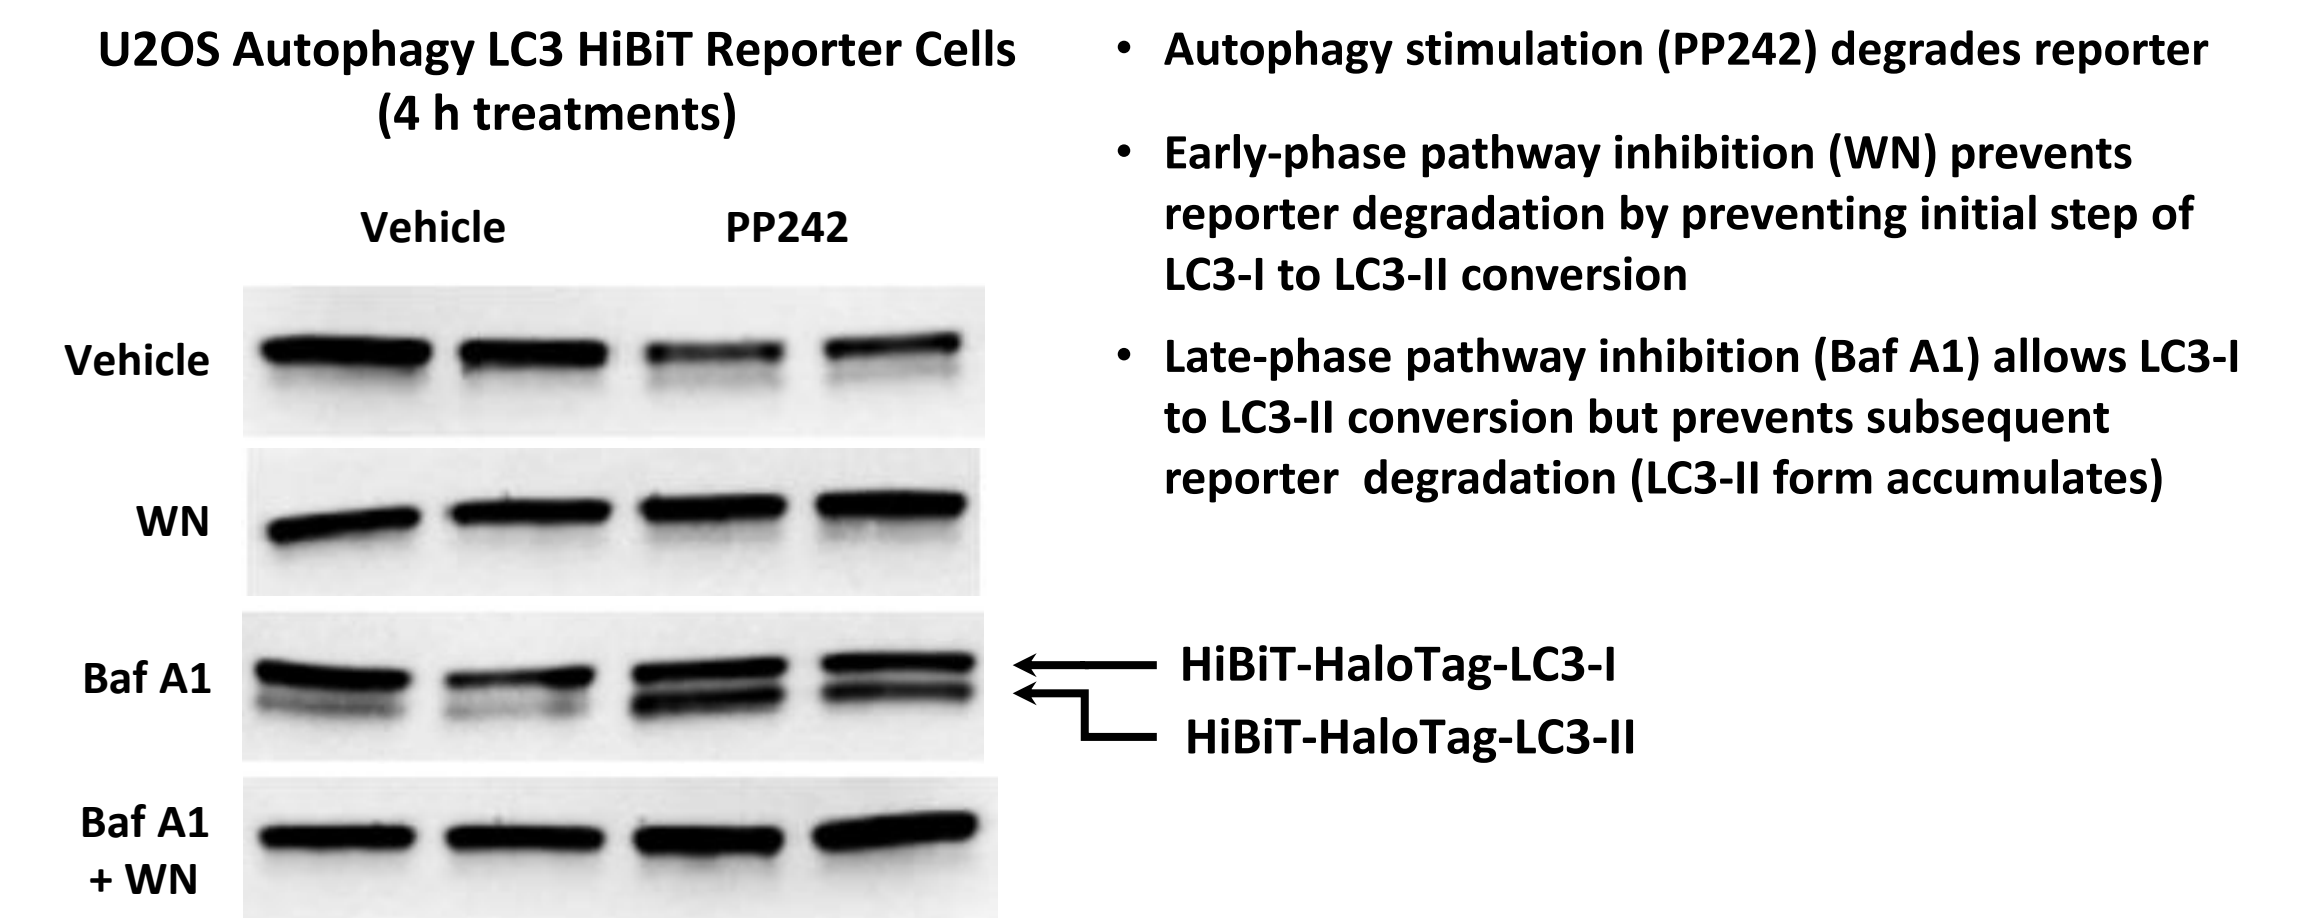 U2OS Autophagy LC3 HiBiT Reporter Cells
(4 h treatments)
Vehicle PP242
Vehicle
WN
Baf A1
Baf A1
+ WN
• Autophagy stimulation (PP242) degrades reporter
• Early-phase pathway inhibition (WN) prevents
reporter degradation by preventing initial step of
LC3-I to LC3-II conversion
• Late-phase pathway inhibition (Baf A1) allows LC3-I
to LC3-II conversion but prevents subsequent
reporter  degradation (LC3-II form accumulates)
HiBiT-HaloTag-LC3-I
HiBiT-HaloTag-LC3-II